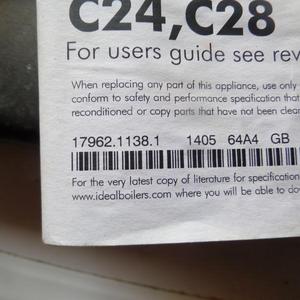 C24, C28
For users guide see rev
When replacing any part of this appliance, use only
conform to safety and performance specification that
reconditioned or copy parts that have not been clear
17962.1138.1 1405 64A4 GB
For the very latest copy of literature for specification
www.idealboilers.com where you will be able to do